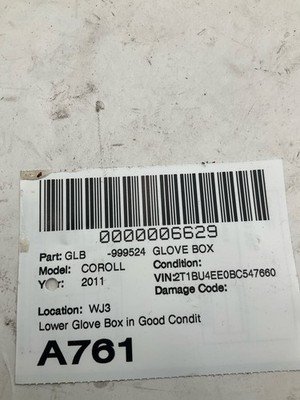 0000006629
Part: GLB -999524 GLOVE BOX
Model: COROLL Condition:
Year: 2011 VIN:2T1BU4EE0BC547660
Damage Code:
Location: WJ3
Lower Glove Box in Good Condit
A761